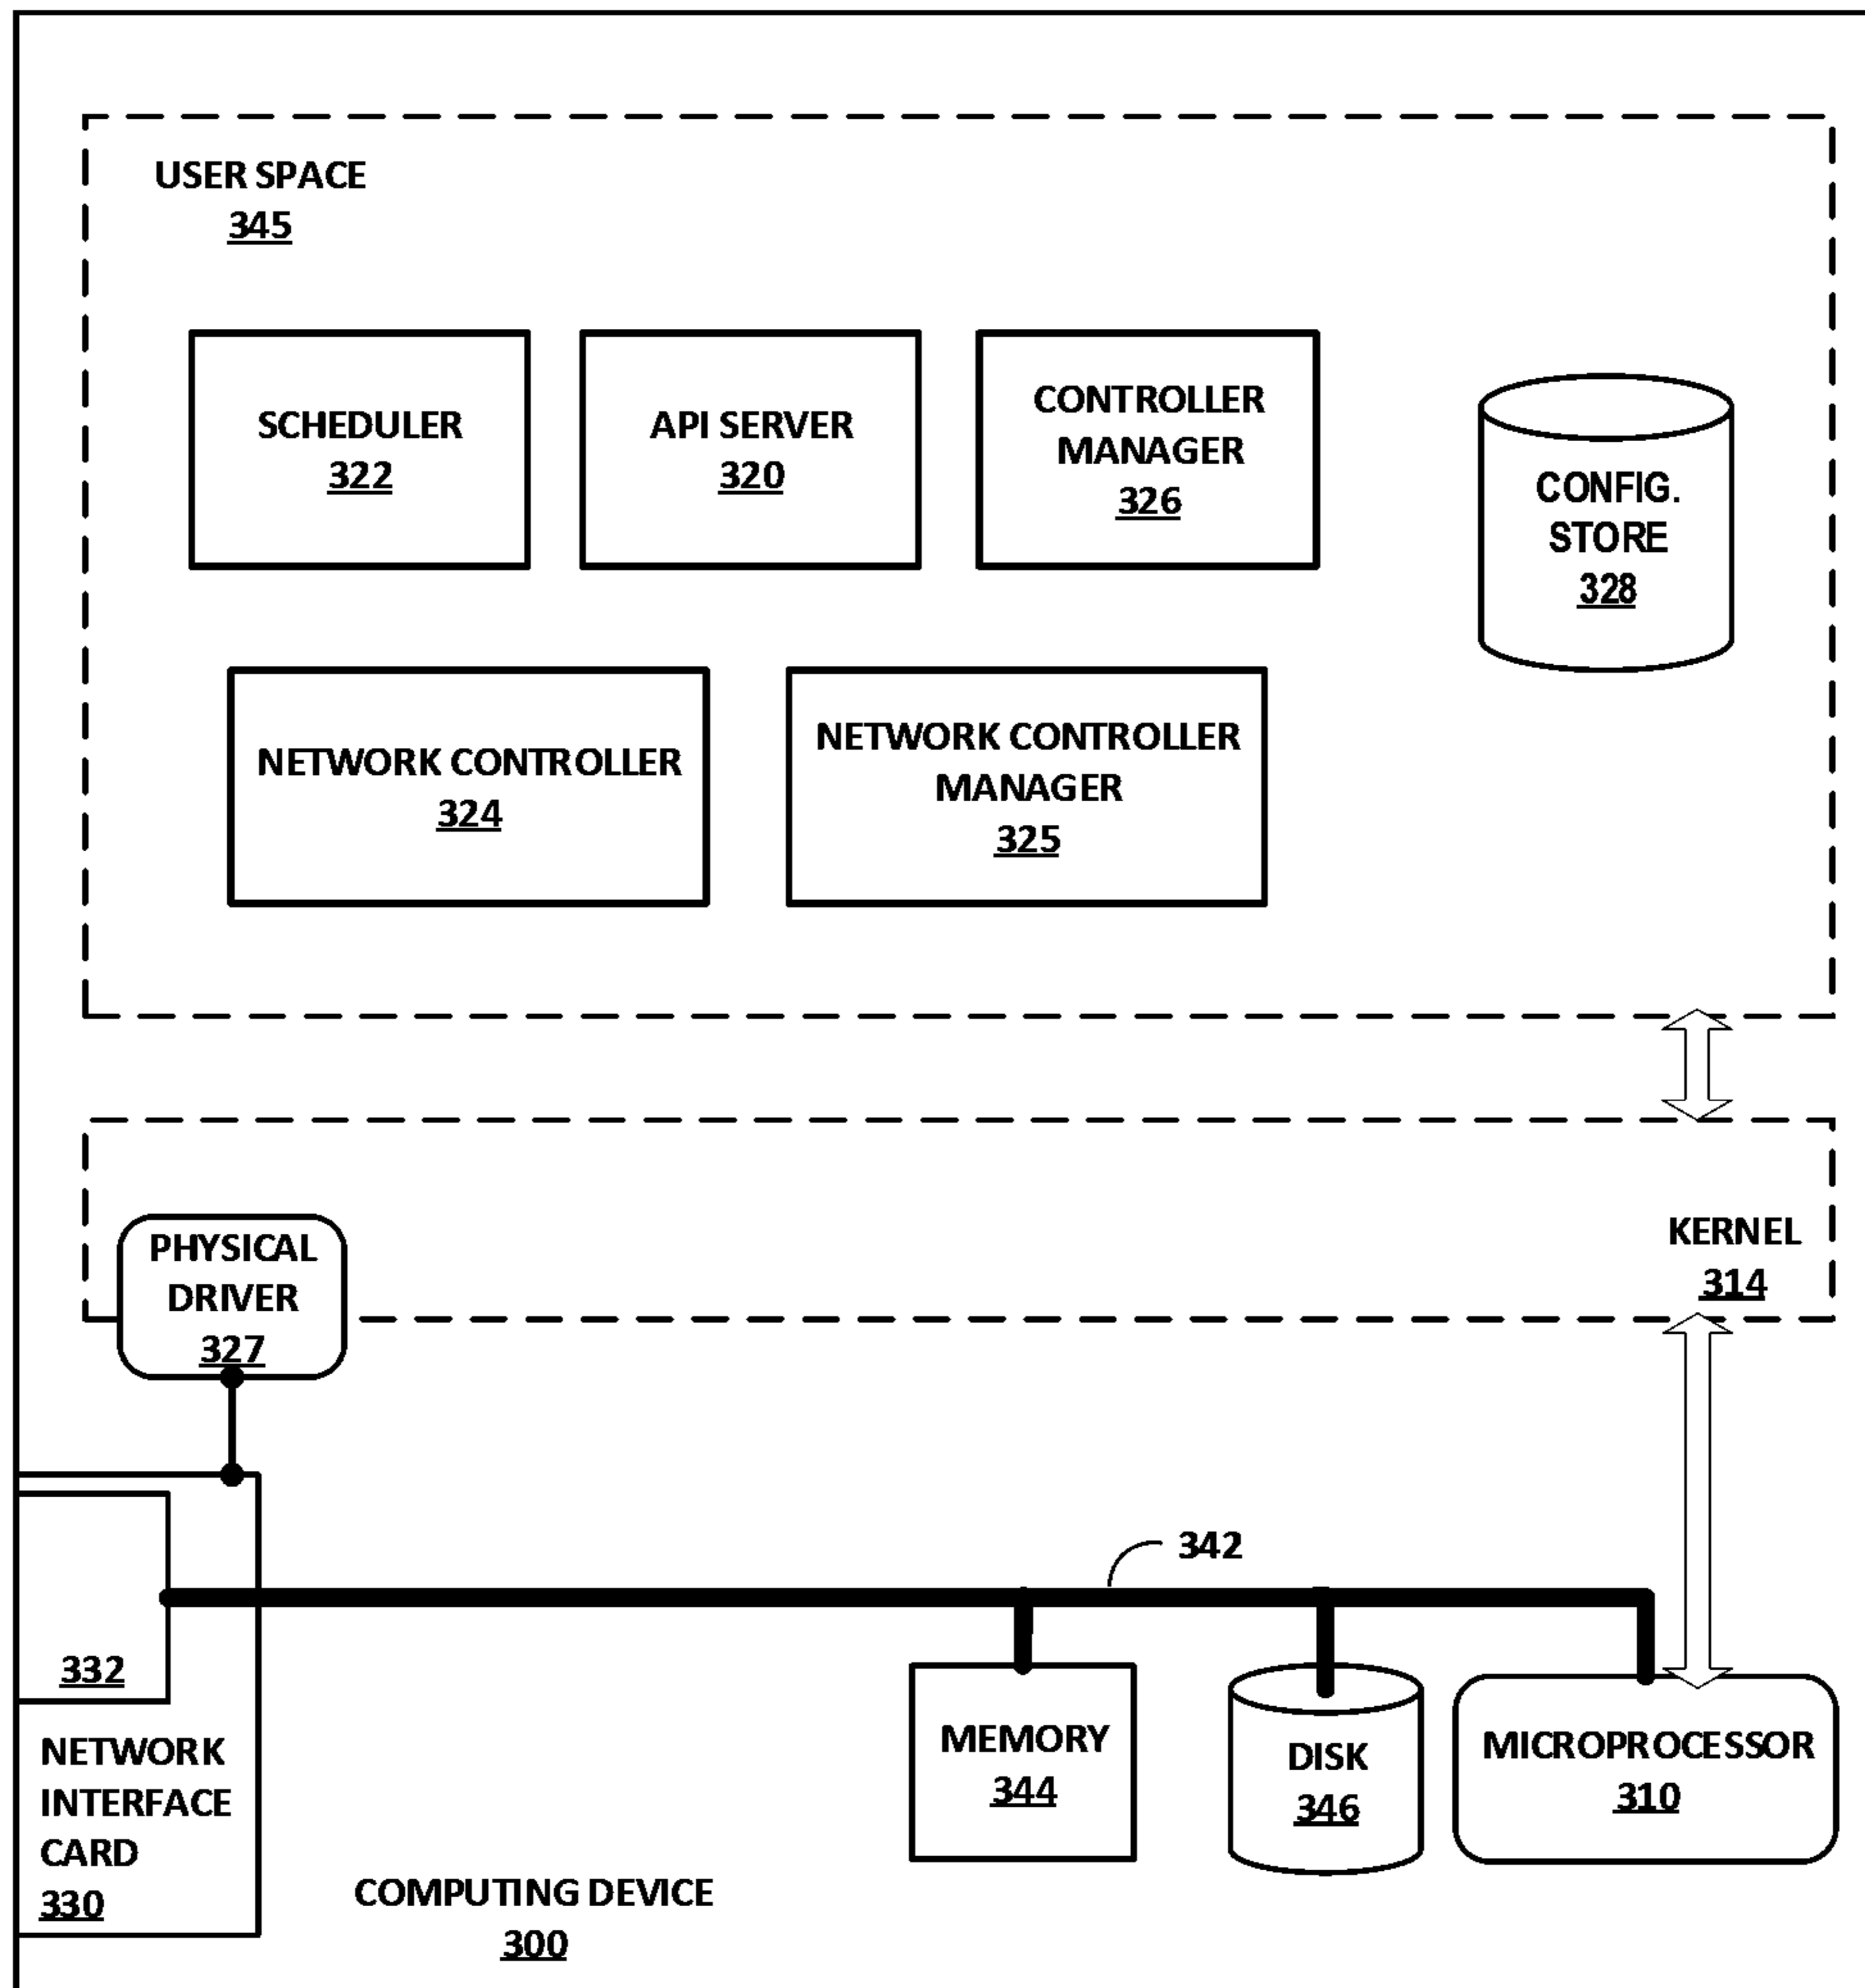 USER SPACE
345
SCHEDULER
322
API SERVER
320
CONTROLLER
MANAGER
326
CONFIG.
STORE
328
NETWORK CONTROLLER
324
NETWORK CONTROLLER
MANAGER
325
KERNEL
314
PHYSICAL
DRIVER
327
342
332
NETWORK
INTERFACE
CARD
330
MEMORY
344
DISK
346
MICROPROCESSOR
310
COMPUTING DEVICE
300